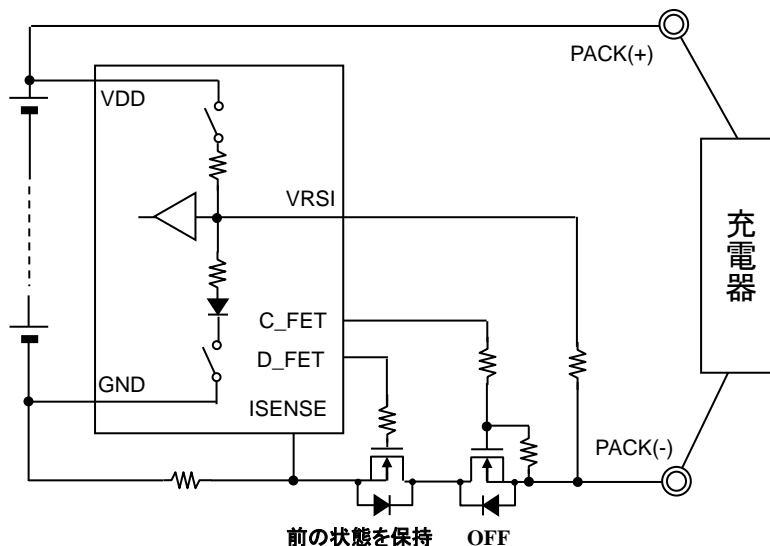 PACK(+)
VDD
VRSI
充電器
C_FET
D_FET
GND
ISENSE
PACK(-)
前の状態を保持 OFF